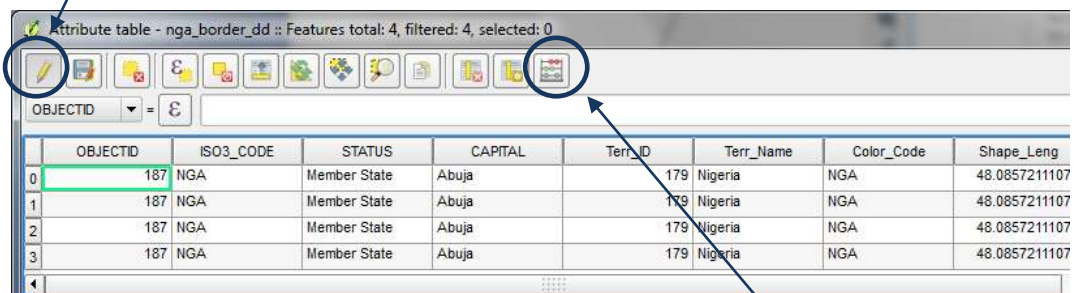 Attribute table - nga_border_dd :: Features total: 4, filtered: 4, selected: 0
OBJECTID = ε
OBJECTID ISO3_CODE STATUS CAPITAL Terr_ID Terr_Name Color_Code Shape_Leng
0 187 NGA Member State Abuja 179 Nigeria NGA 48.0857211107
1 187 NGA Member State Abuja 179 Nigeria NGA 48.0857211107
2 187 NGA Member State Abuja 179 Nigeria NGA 48.0857211107
3 187 NGA Member State Abuja 179 Nigeria NGA 48.0857211107